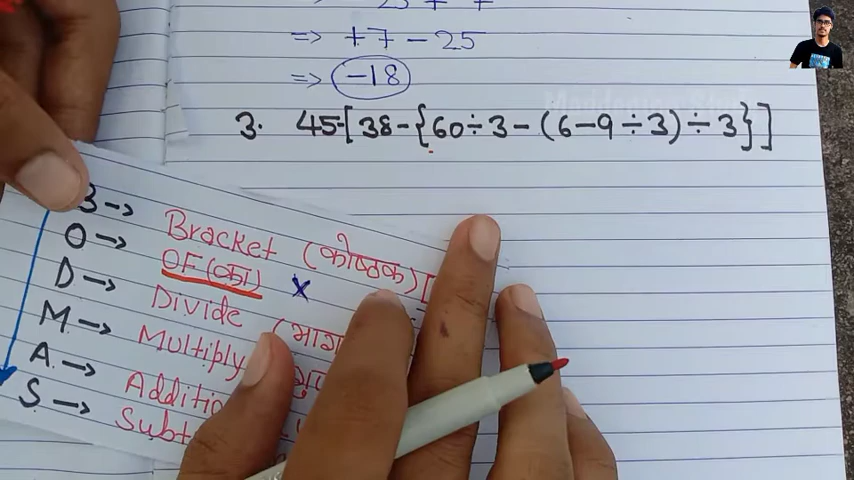 => +7 - 25
=> -18
3. 45-[38-{60÷3-(6-9÷3)÷3}]
B-> Bracket (कोष्ठक) [
O-> OF(का) x
D-> Divide (भाग
M-> Multiply
A->
S->